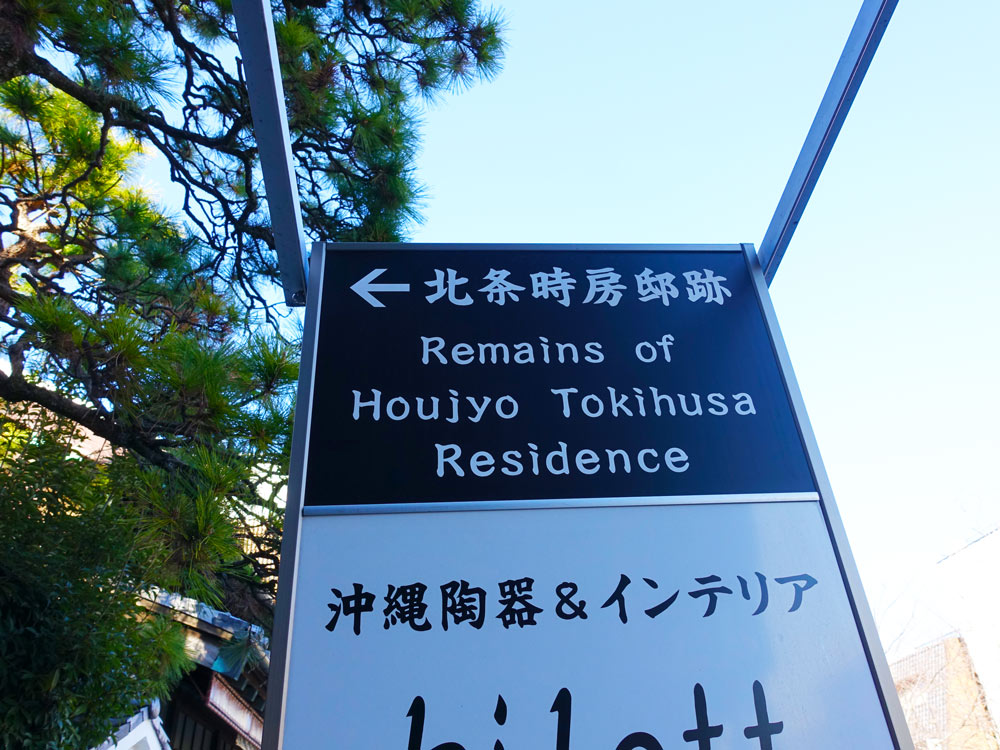 ← 北条時房邸跡
Remains of
Houjyo Tokihusa
Residence
沖縄陶器&インテリア